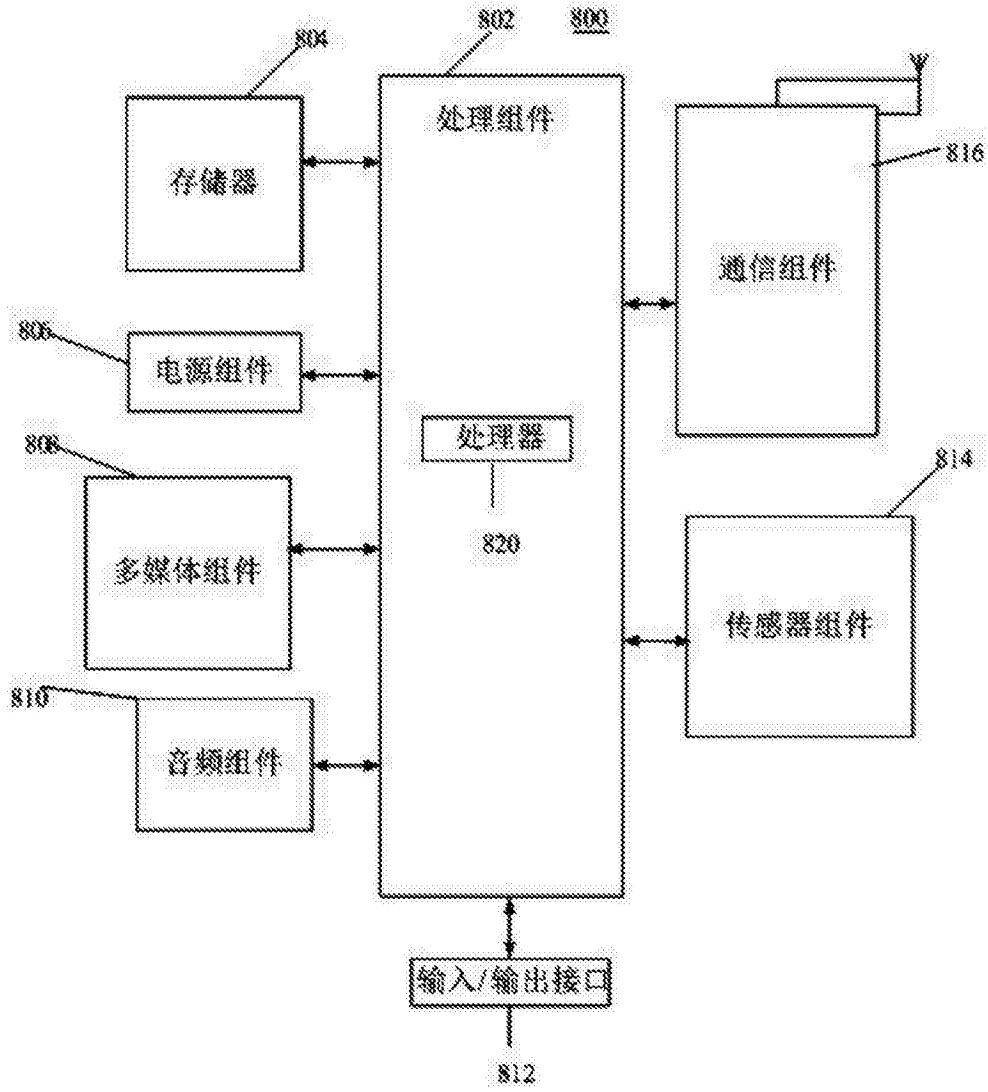 802
800
804
处理组件
816
存储器
通信组件
806
电源组件
处理器
808
814
820
多媒体组件
传感器组件
810
音频组件
输入/输出接口
812